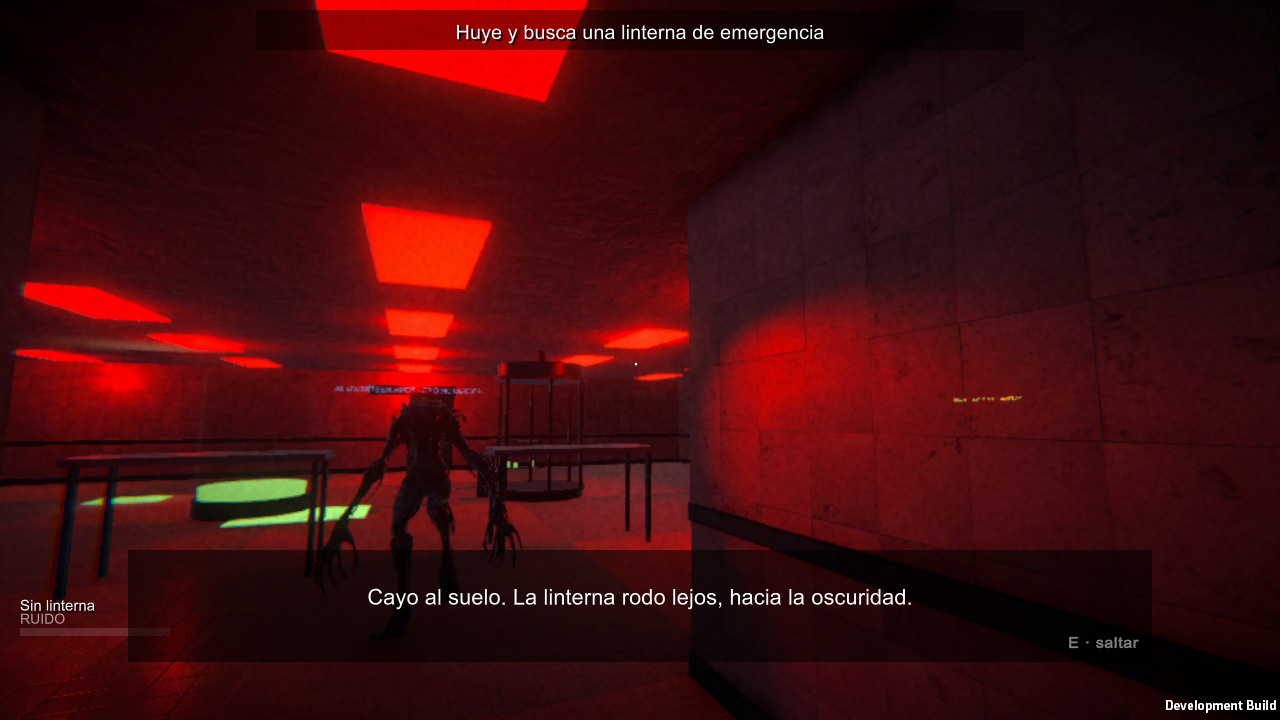 Huye y busca una linterna de emergencia
Cayo al suelo. La linterna rodo lejos, hacia la oscuridad.
Sin linterna
RUIDO
E · saltar
Development Build